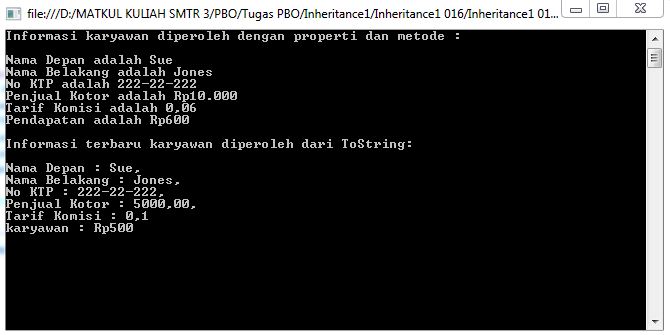 file:///D:/MATKUL KULIAH SMTR 3/PBO/Tugas PBO/Inheritance1/Inheritance1 016/Inheritance1 01...
Informasi karyawan diperoleh dengan properti dan metode :
Nama Depan adalah Sue
Nama Belakang adalah Jones
No KTP adalah 222-22-222
Penjual Kotor adalah Rp10.000
Tarif Komisi adalah 0,06
Pendapatan adalah Rp600
Informasi terbaru karyawan diperoleh dari ToString:
Nama Depan : Sue,
Nama Belakang : Jones,
No KTP : 222-22-222,
Penjual Kotor : 5000,00,
Tarif Komisi : 0,1
karyawan : Rp500